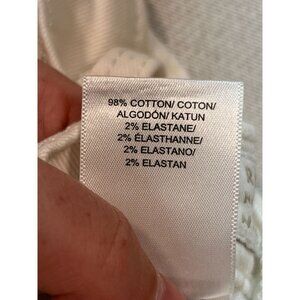 98% COTTON/ COTON/
ALGODÓN/ KATUN
2% ELASTANE/
2% ÉLASTHANNE/
2% ELASTANO/
2% ELASTAN